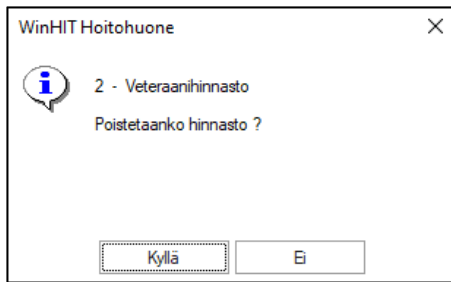 WinHIT Hoitohuone
2 - Veteraanihinnasto
Poistetaanko hinnasto ?
Kyllä
Ei